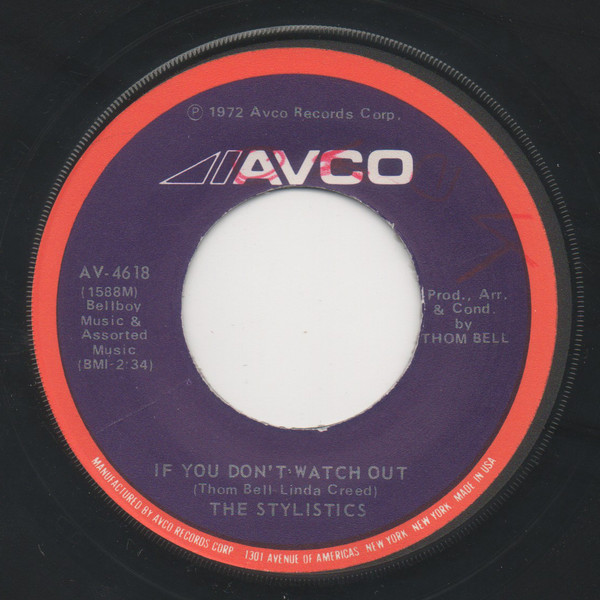 ℗ 1972 Avco Records Corp.
AVCO
AV-4618
(1588M)
Bellboy
Music &
Assorted
Music
(BMI-2:34)
Prod., Arr.
& Cond.
by
THOM BELL
IF YOU DON'T WATCH OUT
(Thom Bell-Linda Creed)
THE STYLISTICS
MANUFACTURED BY AVCO RECORDS CORP 1301 AVENUE OF AMERICAS, NEW YORK, NEW YORK MADE IN USA